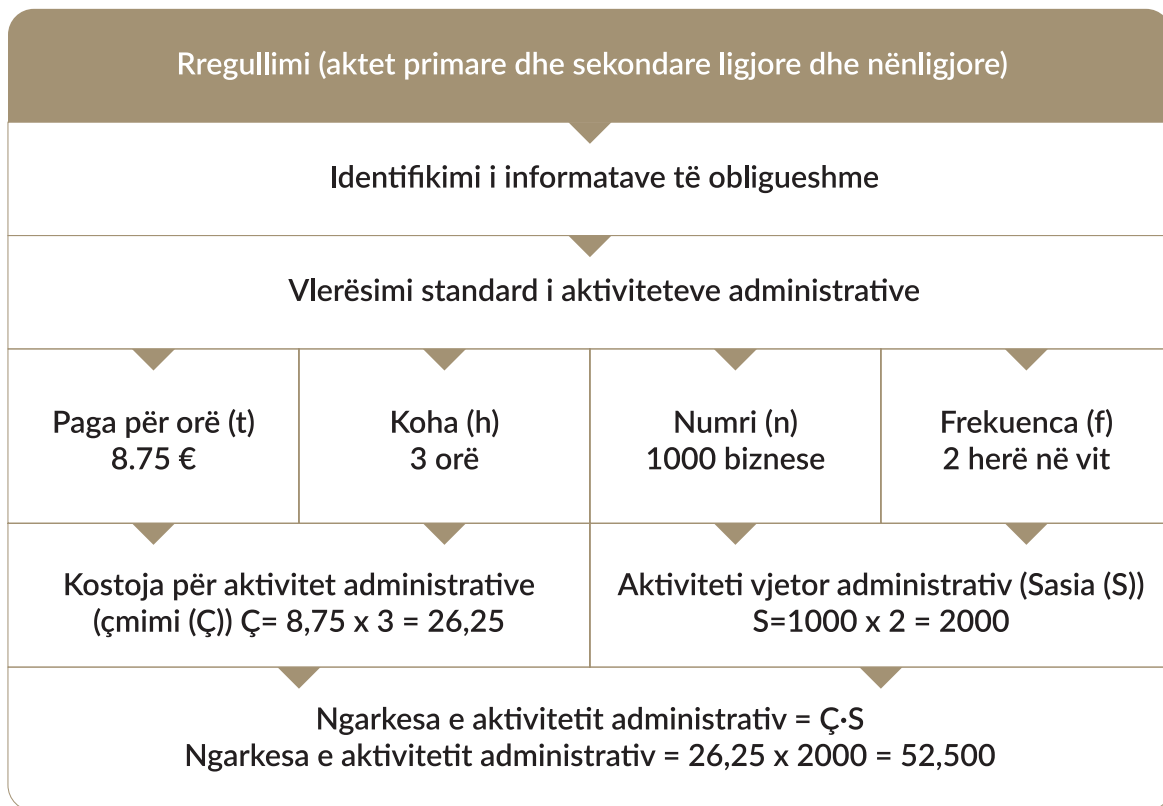 Rregullimi (aktet primare dhe sekondare ligjore dhe nënligjore)
Identifikimi i informatave të obligueshme
Vlerësimi standard i aktiviteteve administrative
Paga për orë (t)
8.75 €
Koha (h)
3 orë
Numri (n)
1000 biznese
Frekuenca (f)
2 herë në vit
Kostoja për aktivitet administrative
(çmimi (Ç)) Ç= 8,75 x 3 = 26,25
Aktiviteti vjetor administrativ (Sasia (S))
S=1000 x 2 = 2000
Ngarkesa e aktivitetit administrativ = Ç·S
Ngarkesa e aktivitetit administrativ = 26,25 x 2000 = 52,500